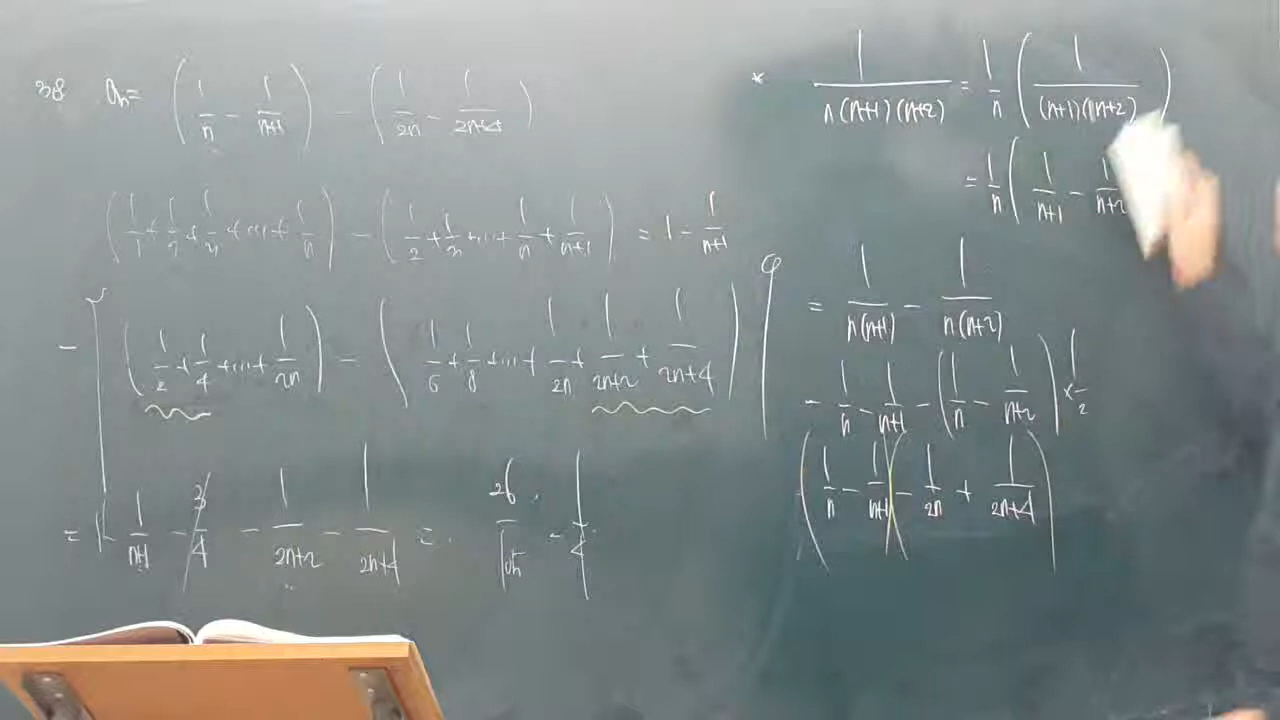 38 aₙ = (1/n - 1/(n+1)) - (1/2n - 1/(2n+4))
(1/1 + 1/2 + 1/3 + ... + 1/n) - (1/2 + 1/3 + ... + 1/n + 1/(n+1)) = 1 - 1/(n+1)
- [(1/2 + 1/4 + ... + 1/2n) - (1/6 + 1/8 + ... + 1/2n + 1/(2n+2) + 1/(2n+4))
= 1 - 1/(n+1) - 3/4 - 1/(2n+2) - 1/(2n+4) = 26/105 - 1/4
* 1/(n(n+1)(n+2)) = 1/n (1/((n+1)(n+2)))
= 1/n (1/(n+1) - 1/(n+2)
= 1/(n(n+1)) - 1/(n(n+2))
- 1/n - 1/(n+1) - (1/n - 1/(n+2)) × 1/2
(1/n - 1/(n+1)) ( - 1/2n + 1/(2n+4))